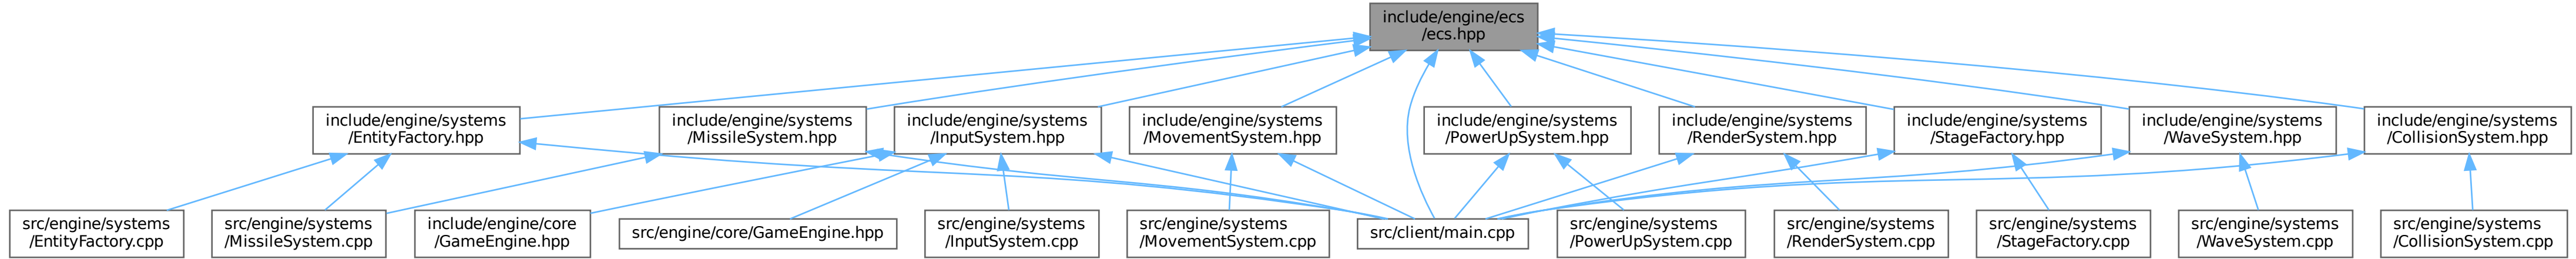 include/engine/ecs
/ecs.hpp
include/engine/systems
/EntityFactory.hpp
include/engine/systems
/MissileSystem.hpp
include/engine/systems
/InputSystem.hpp
include/engine/systems
/MovementSystem.hpp
include/engine/systems
/PowerUpSystem.hpp
include/engine/systems
/RenderSystem.hpp
include/engine/systems
/StageFactory.hpp
include/engine/systems
/WaveSystem.hpp
include/engine/systems
/CollisionSystem.hpp
src/engine/systems
/EntityFactory.cpp
src/engine/systems
/MissileSystem.cpp
include/engine/core
/GameEngine.hpp
src/engine/core/GameEngine.hpp
src/engine/systems
/InputSystem.cpp
src/engine/systems
/MovementSystem.cpp
src/client/main.cpp
src/engine/systems
/PowerUpSystem.cpp
src/engine/systems
/RenderSystem.cpp
src/engine/systems
/StageFactory.cpp
src/engine/systems
/WaveSystem.cpp
src/engine/systems
/CollisionSystem.cpp